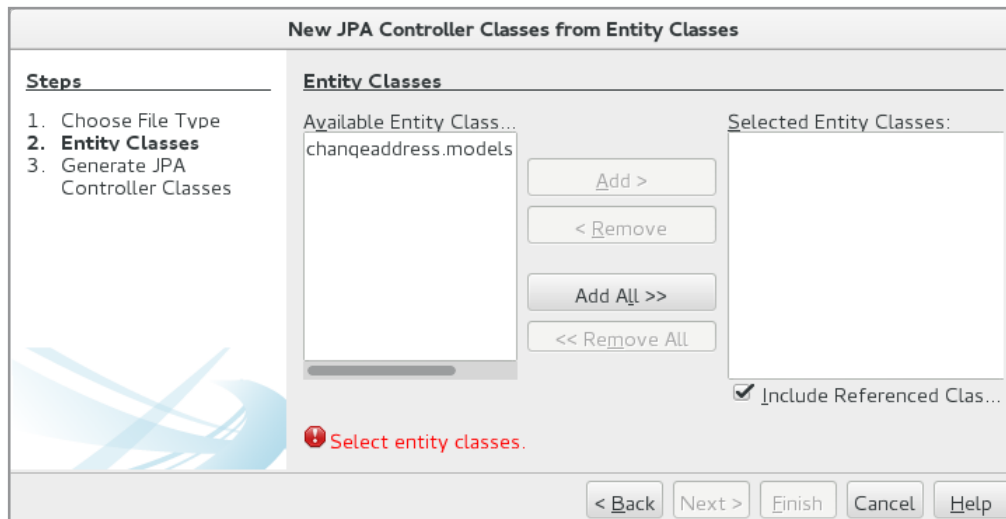 New JPA Controller Classes from Entity Classes
Steps
1. Choose File Type
2. Entity Classes
3. Generate JPA
Controller Classes
Entity Classes
Available Entity Class...
changeaddress.models
Add >
< Remove
Add All >>
<< Remove All
Selected Entity Classes:
Include Referenced Clas...
Select entity classes.
< Back Next > Finish Cancel Help